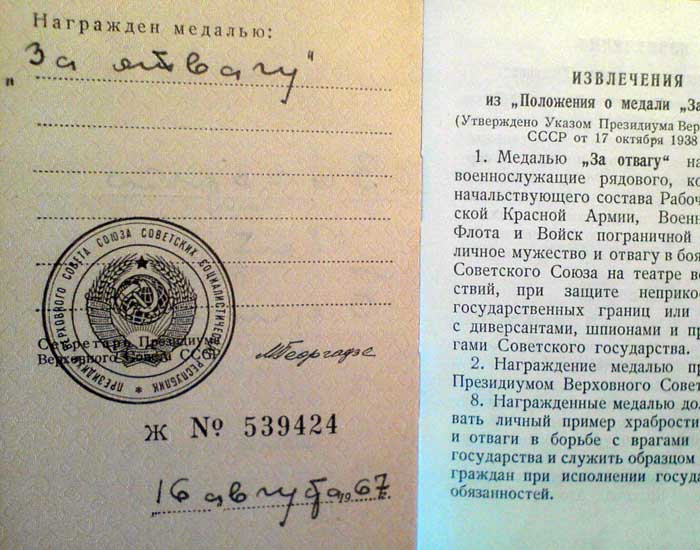 Награжден медалью:
„За отвагу"
ПРЕЗИДИУМ ВЕРХОВНОГО СОВЕТА СОЮЗА СОВЕТСКИХ СОЦИАЛИСТИЧЕСКИХ РЕСПУБЛИК
Секретарь Президиума
Верховного Совета СССР
МГеоргадзе
Ж № 539424
16 августа 1967 г.
ИЗВЛЕЧЕНИЯ
из „Положения о медали „За
(Утверждено Указом Президиума Вер
СССР от 17 октября 1938
1. Медалью „За отвагу“ на
военнослужащие рядового, ко
начальствующего состава Рабоч
ской Красной Армии, Военн
Флота и Войск пограничной
личное мужество и отвагу в боя
Советского Союза на театре во
ствий, при защите неприко
государственных границ или
с диверсантами, шпионами и пр
гами Советского государства.
2. Награждение медалью пр
Президиумом Верховного Совет
8. Награжденные медалью дол
вать личный пример храброст
и отваги в борьбе с врагами
государства и служить образцом
граждан при исполнении госуда
обязанностей.